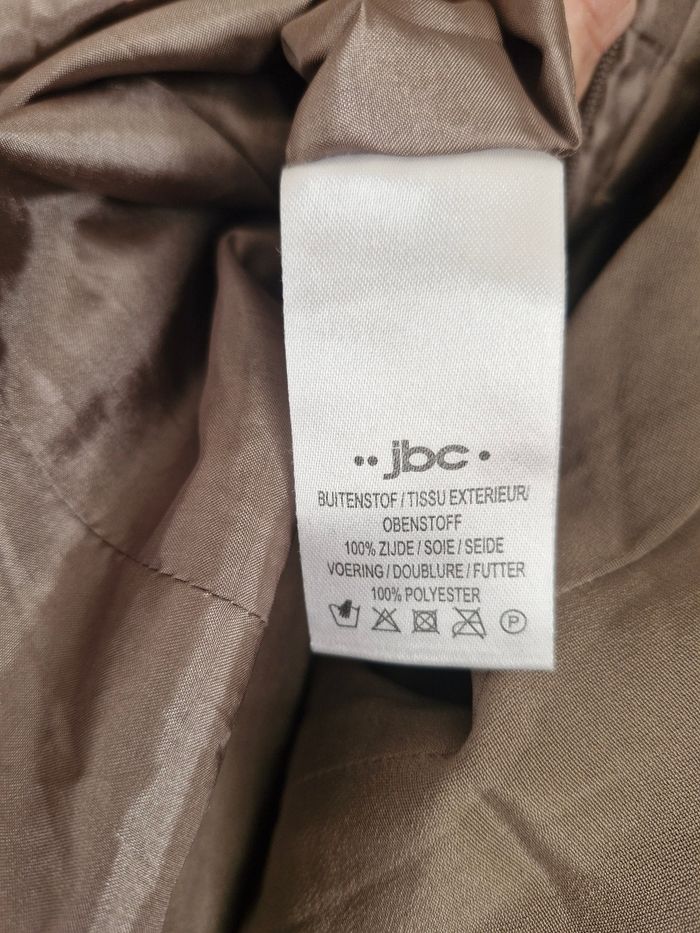 •• jbc •
BUITENSTOF / TISSU EXTERIEUR/
OBENSTOFF
100% ZIJDE / SOIE / SEIDE
VOERING / DOUBLURE / FUTTER
100% POLYESTER
P